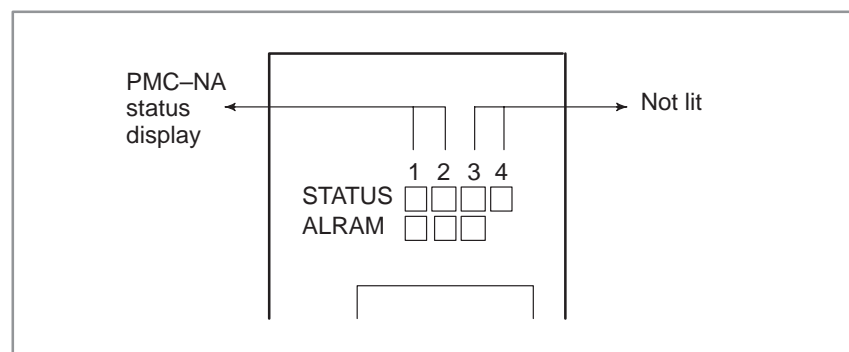 PMC–NA
status
display
Not lit
1 2 3 4
STATUS
ALRAM